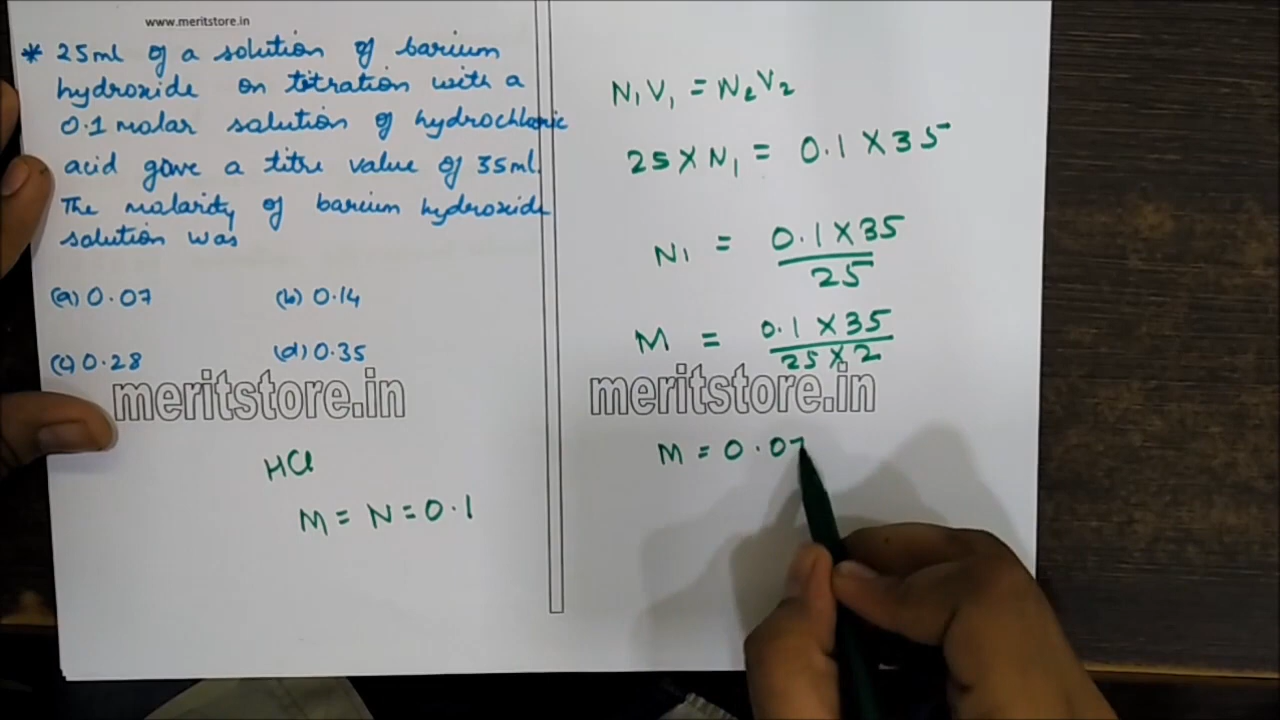 www.meritstore.in
* 25ml of a solution of barium
hydroxide on titration with a
0.1 molar solution of hydrochloric
acid gave a titre value of 35ml.
The molarity of barium hydroxide
solution was
(a) 0.07 (b) 0.14
(c) 0.28 (d) 0.35
meritstore.in
HCl
M = N = 0.1
N₁V₁ = N₂V₂
25 X N₁ = 0.1 X 35
N₁ = 0.1 X 35 / 25
M = 0.1 X 35 / 25 X 2
meritstore.in
M = 0.07